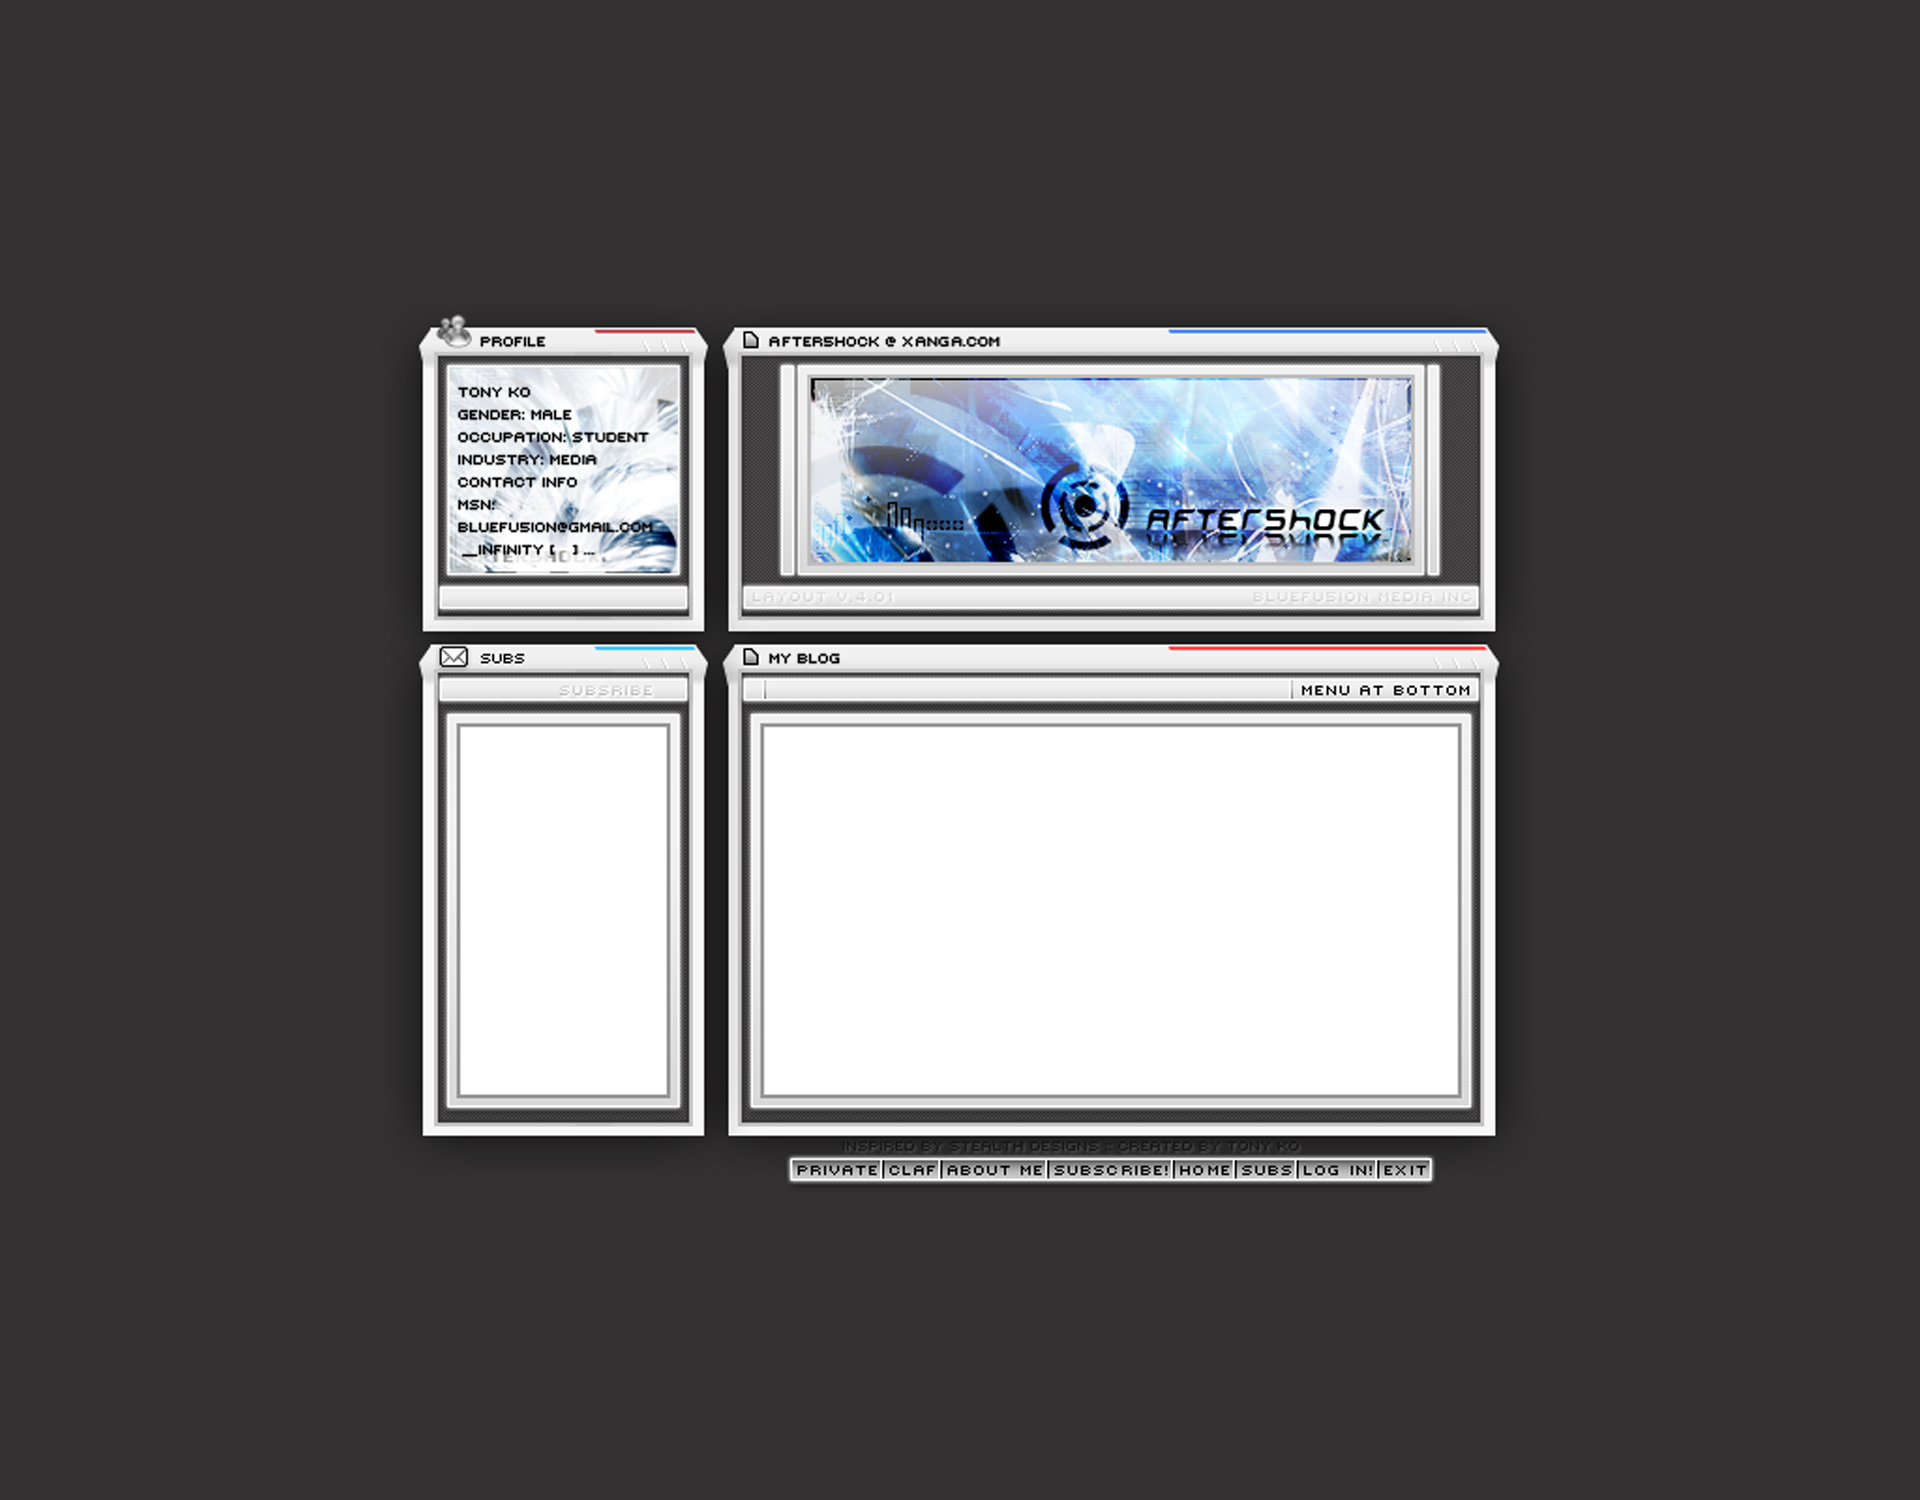 PROFILE
TONY KO
GENDER: MALE
OCCUPATION: STUDENT
INDUSTRY: MEDIA
CONTACT INFO
MSN:
BLUEFUSION@GMAIL.COM
__INFINITY [ ] ...
AFTERSHOCK @ XANGA.COM
AFTERSHOCK
LAYOUT V.4.01
BLUEFUSION MEDIA INC
SUBS
SUBSRIBE
MY BLOG
MENU AT BOTTOM
INSPIRED BY STEALTH DESIGNS :: CREATED BY TONY KO
PRIVATE|CLAF|ABOUT ME|SUBSCRIBE!|HOME|SUBS|LOG IN!|EXIT